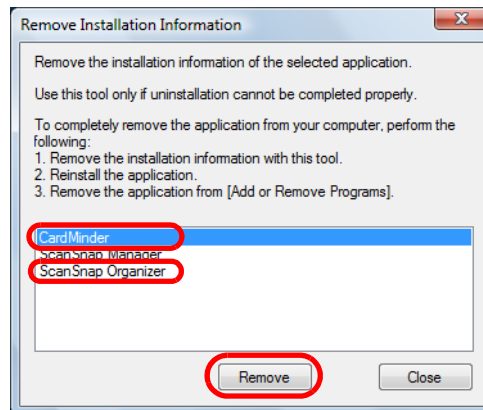 Remove Installation Information
Remove the installation information of the selected application.
Use this tool only if uninstallation cannot be completed properly.
To completely remove the application from your computer, perform the
following:
1. Remove the installation information with this tool.
2. Reinstall the application.
3. Remove the application from [Add or Remove Programs].
CardMinder
ScanSnap Manager
ScanSnap Organizer
Remove
Close